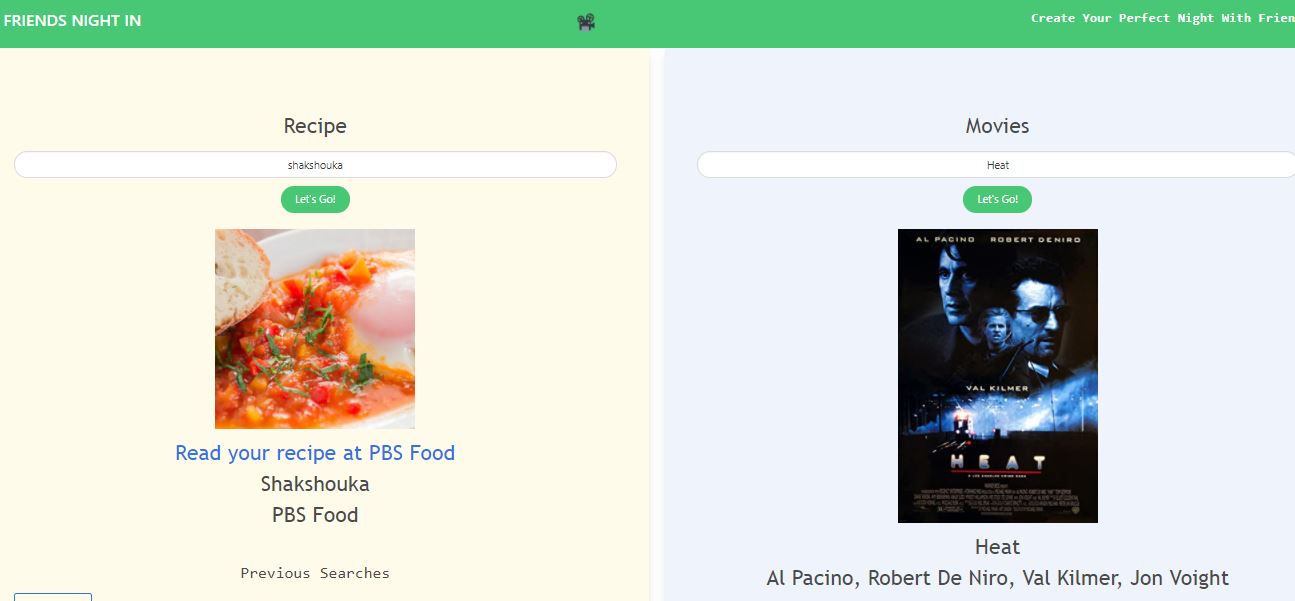 FRIENDS NIGHT IN
Create Your Perfect Night With Frien
Recipe
shakshouka
Let's Go!
Read your recipe at PBS Food
Shakshouka
PBS Food
Previous Searches
Movies
Heat
Let's Go!
AL PACINO ROBERT DENIRO
VAL KILMER
HEAT
A LOS ANGELES CRIME SAGA
Heat
Al Pacino, Robert De Niro, Val Kilmer, Jon Voight